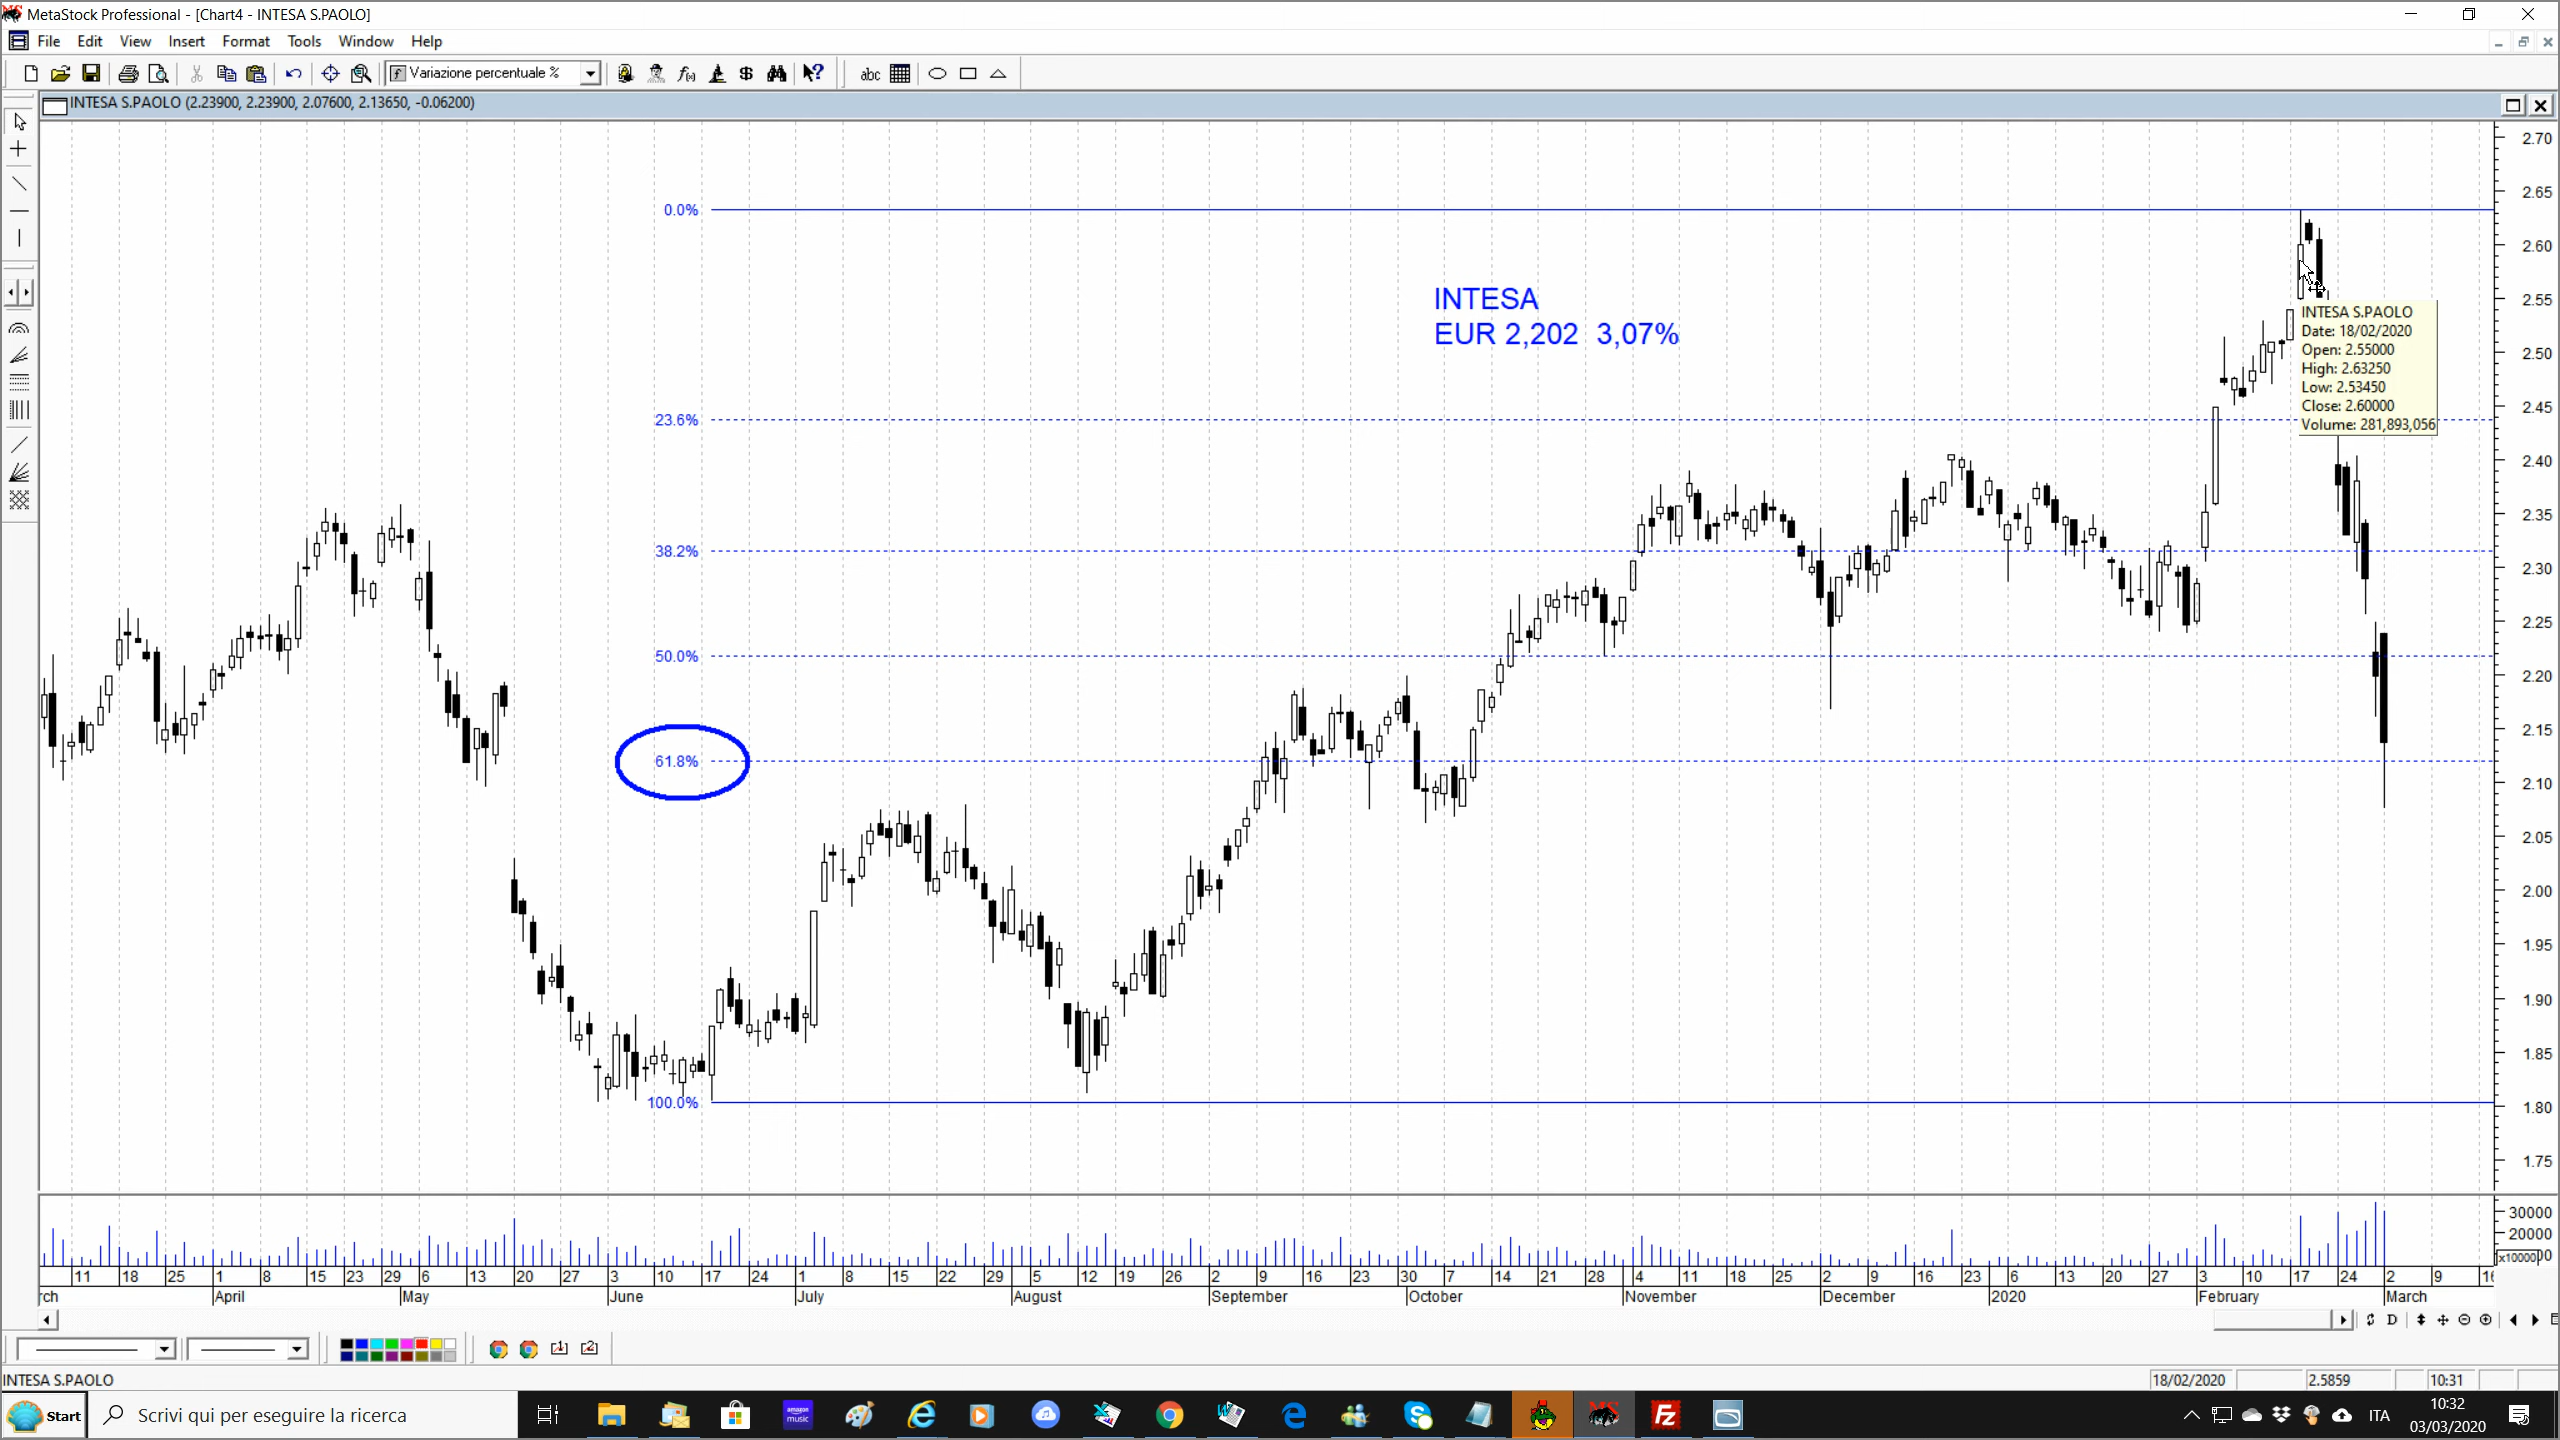 MetaStock Professional - [Chart4 - INTESA S.PAOLO]
File Edit View Insert Format Tools Window Help
Variazione percentuale %
abc
INTESA S.PAOLO (2.23900, 2.23900, 2.07600, 2.13650, -0.06200)
2.70
2.65
0.0%
2.60
INTESA
EUR 2,202 3,07%
2.55
INTESA S.PAOLO
Date: 18/02/2020
Open: 2.55000
High: 2.63250
Low: 2.53450
Close: 2.60000
Volume: 281,893,056
2.50
2.45
23.6%
2.40
2.35
38.2%
2.30
2.25
50.0%
2.20
2.15
61.8%
2.10
2.05
2.00
1.95
1.90
1.85
100.0%
1.80
1.75
30000
20000
x10000
11 18 25 1 8 15 23 29 6 13 20 27 3 10 17 24 1 8 15 22 29 5 12 19 26 2 9 16 23 30 7 14 21 28 4 11 18 25 2 9 16 23 6 13 20 27 3 10 17 24 2 9 16
rch April May June July August September October November December 2020 February March
D
INTESA S.PAOLO
18/02/2020 2.5859 10:31
Start
Scrivi qui per eseguire la ricerca
amazon music
ITA
10:32
03/03/2020